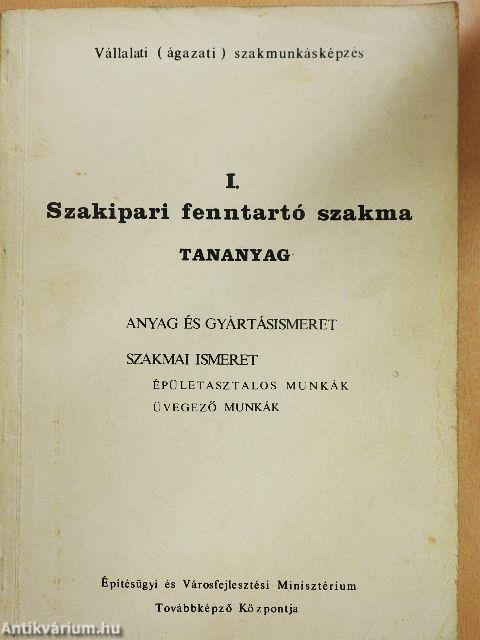 Vállalati ( ágazati ) szakmunkásképzés
I.
Szakipari fenntartó szakma
TANANYAG
ANYAG ÉS GYÁRTÁSISMERET
SZAKMAI ISMERET
ÉPÜLETASZTALOS MUNKÁK
ÜVEGEZŐ MUNKÁK
Építésügyi és Városfejlesztési Minisztérium
Továbbképző Központja
Antikvárium.hu